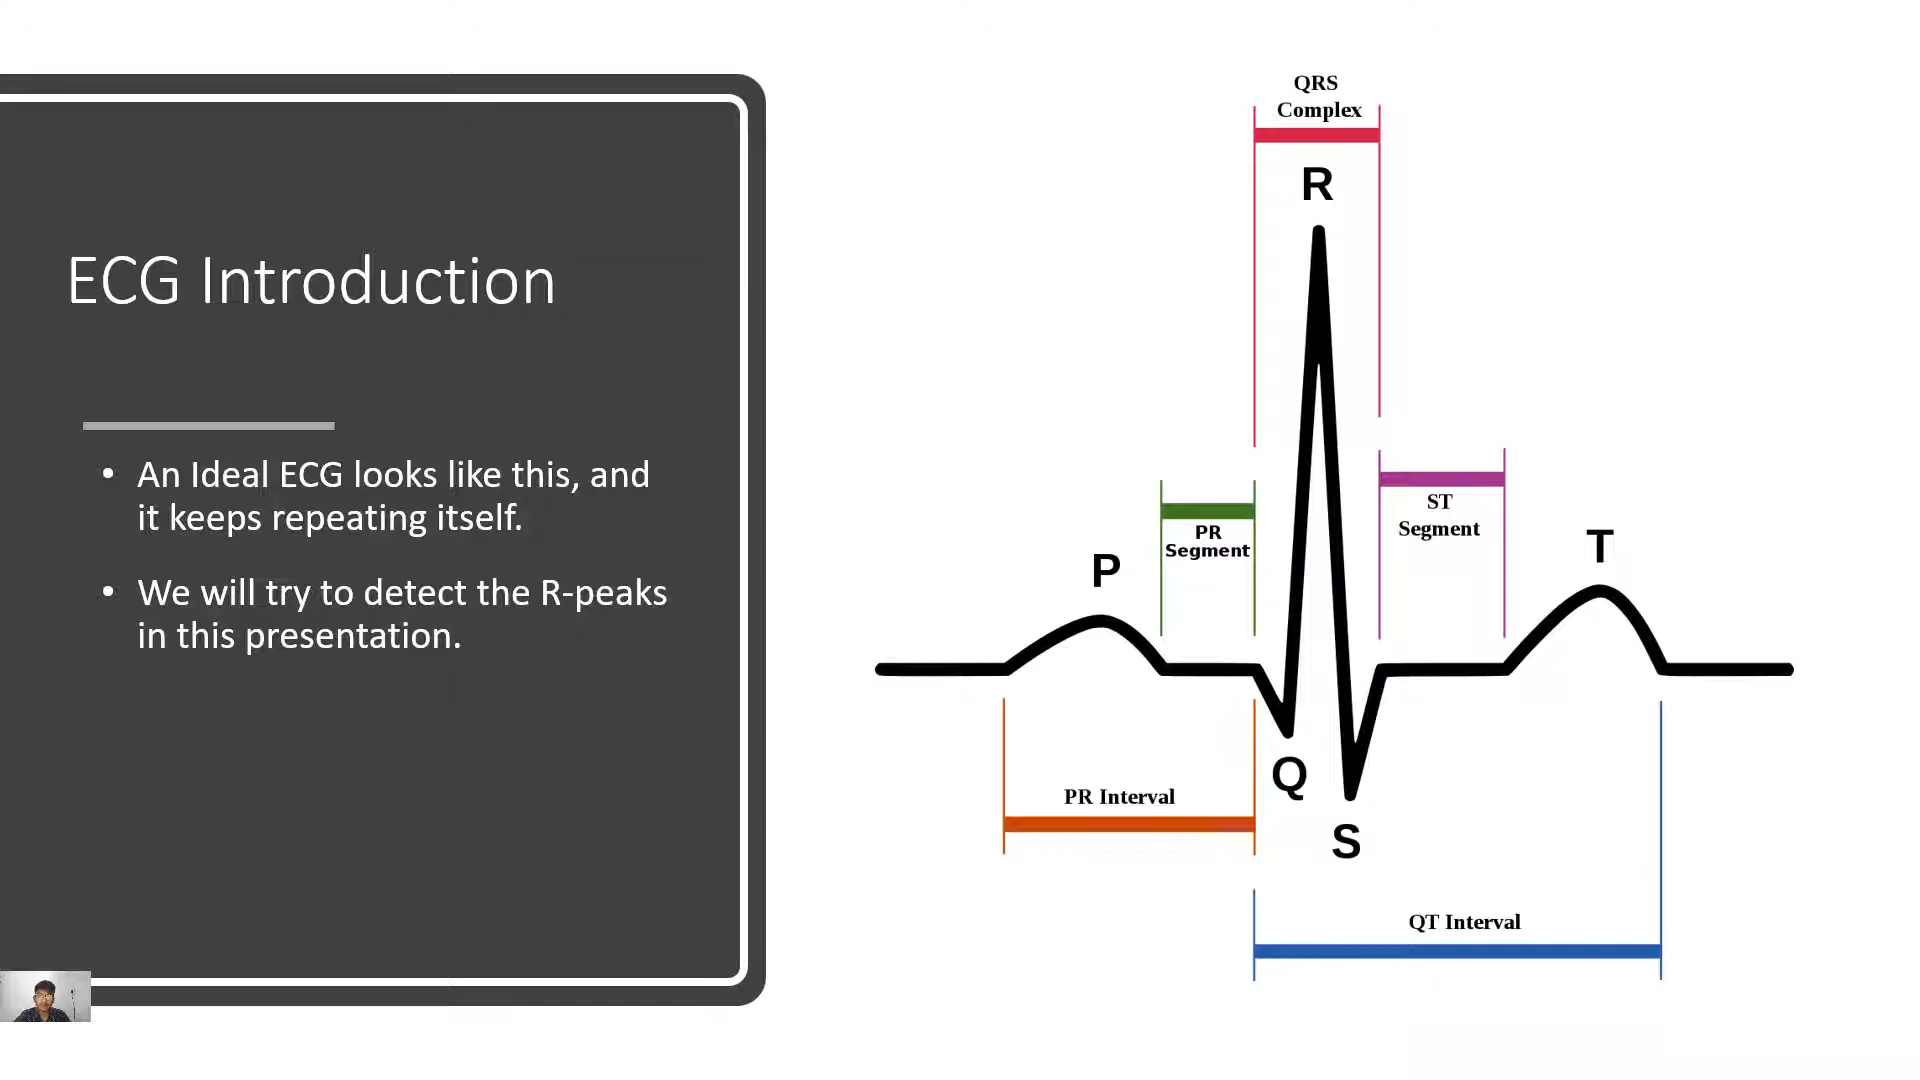 ECG Introduction
• An Ideal ECG looks like this, and
it keeps repeating itself.
• We will try to detect the R-peaks
in this presentation.
QRS
Complex
R
PR
Segment
ST
Segment
P
T
Q
S
PR Interval
QT Interval